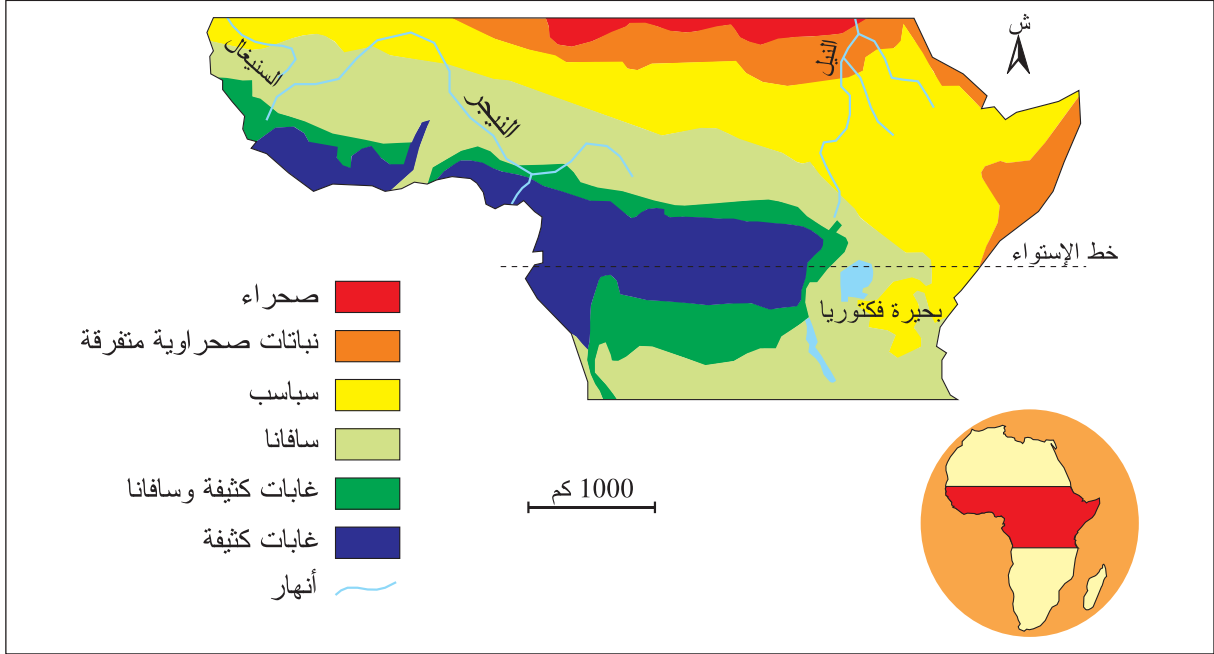 ش
السنيغال
النيجر
النيل
خط الإستواء
بحيرة فكتوريا
صحراء
نباتات صحراوية متفرقة
سباسب
سافانا
غابات كثيفة وسافانا
غابات كثيفة
أنهار
1000 كم